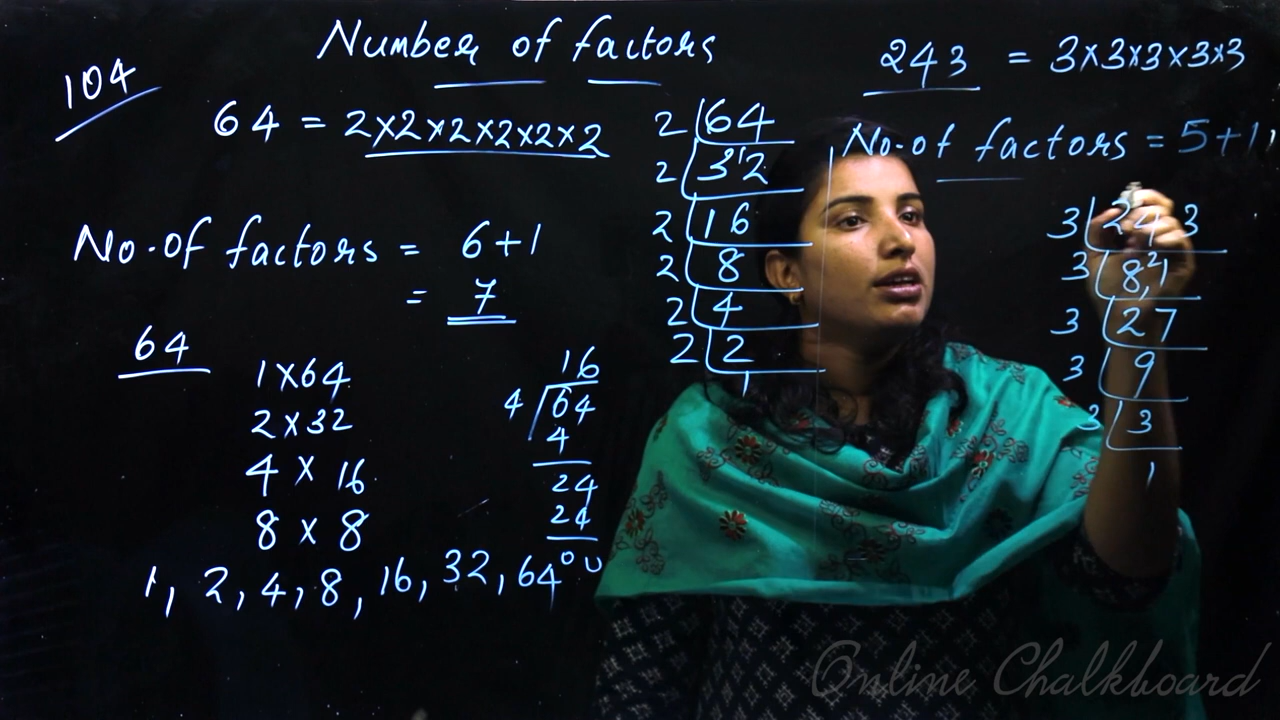 Number of factors
104
64 = 2×2×2×2×2×2
No.of factors = 6+1
= 7
64
1×64
2×32
4 × 16
8 × 8
1, 2, 4, 8, 16, 32, 64
16
4 64
4
24
24
0 0
2 64
2 32
2 16
2 8
2 4
2 2
1
243 = 3×3×3×3×3
No.of factors = 5+1
3 243
3 81
3 27
3 9
3 3
1
Online Chalkboard